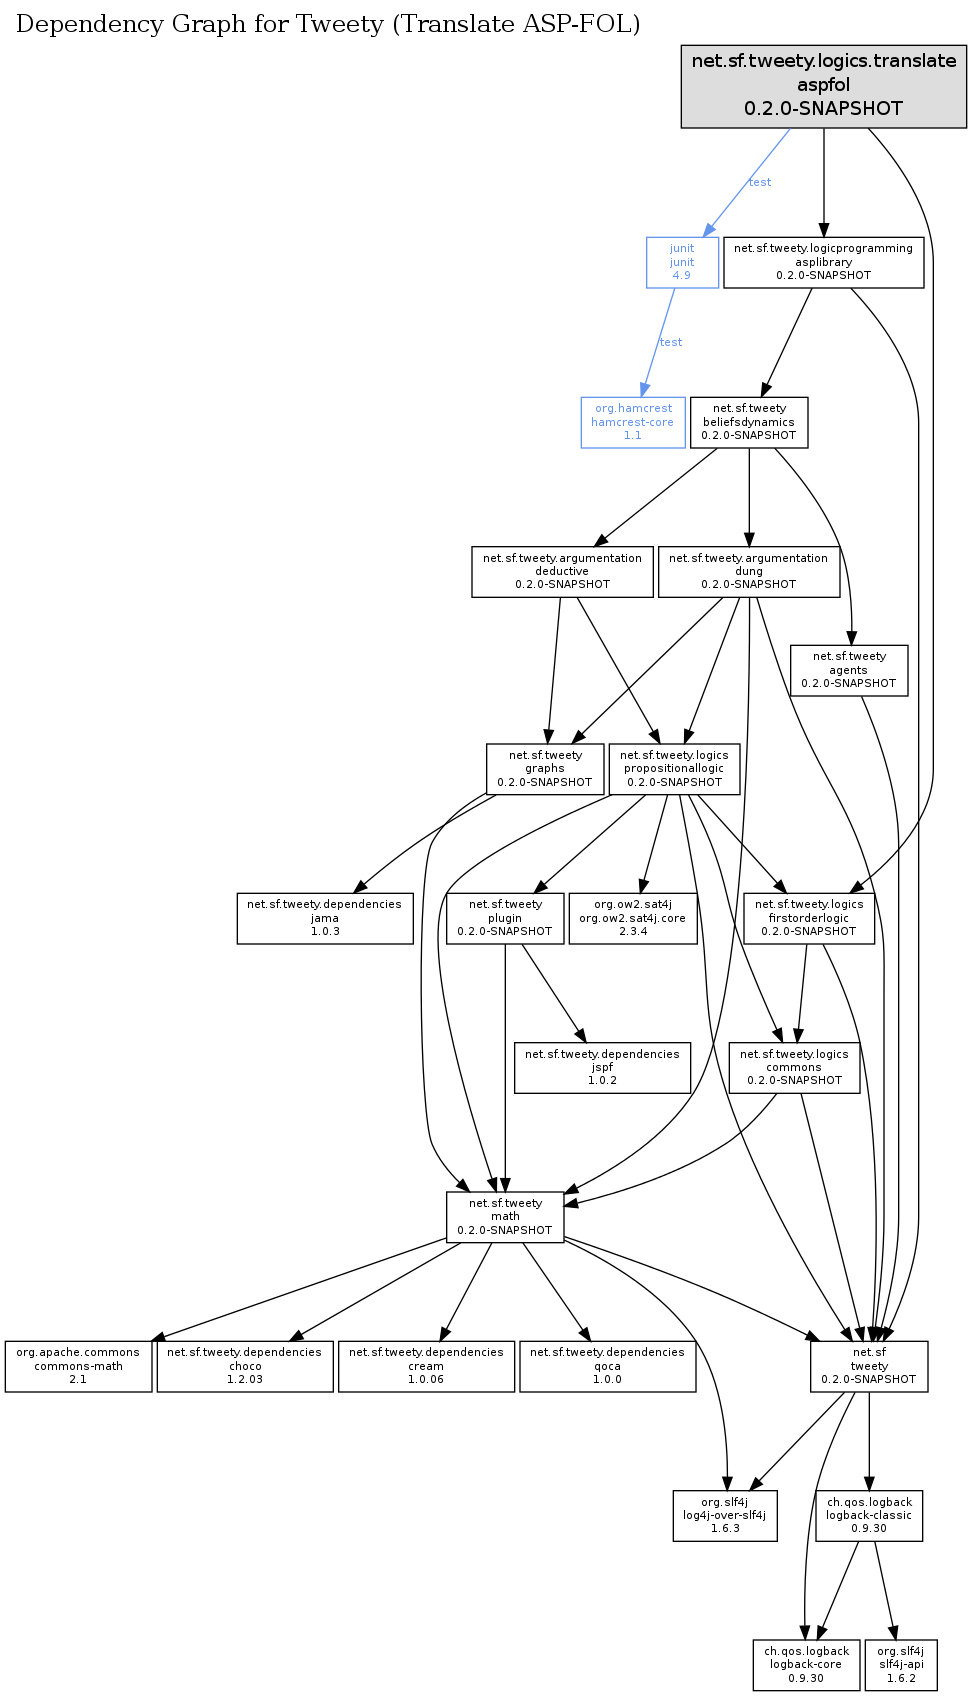 Dependency Graph for Tweety (Translate ASP-FOL)
net.sf.tweety.logics.translate
aspfol
0.2.0-SNAPSHOT
test
junit
junit
4.9
net.sf.tweety.logicprogramming
asplibrary
0.2.0-SNAPSHOT
test
org.hamcrest
hamcrest-core
1.1
net.sf.tweety
beliefsdynamics
0.2.0-SNAPSHOT
net.sf.tweety.argumentation
deductive
0.2.0-SNAPSHOT
net.sf.tweety.argumentation
dung
0.2.0-SNAPSHOT
net.sf.tweety
agents
0.2.0-SNAPSHOT
net.sf.tweety
graphs
0.2.0-SNAPSHOT
net.sf.tweety.logics
propositionallogic
0.2.0-SNAPSHOT
net.sf.tweety.dependencies
jama
1.0.3
net.sf.tweety
plugin
0.2.0-SNAPSHOT
org.ow2.sat4j
org.ow2.sat4j.core
2.3.4
net.sf.tweety.logics
firstorderlogic
0.2.0-SNAPSHOT
net.sf.tweety.dependencies
jspf
1.0.2
net.sf.tweety.logics
commons
0.2.0-SNAPSHOT
net.sf.tweety
math
0.2.0-SNAPSHOT
org.apache.commons
commons-math
2.1
net.sf.tweety.dependencies
choco
1.2.03
net.sf.tweety.dependencies
cream
1.0.06
net.sf.tweety.dependencies
qoca
1.0.0
net.sf
tweety
0.2.0-SNAPSHOT
org.slf4j
log4j-over-slf4j
1.6.3
ch.qos.logback
logback-classic
0.9.30
ch.qos.logback
logback-core
0.9.30
org.slf4j
slf4j-api
1.6.2